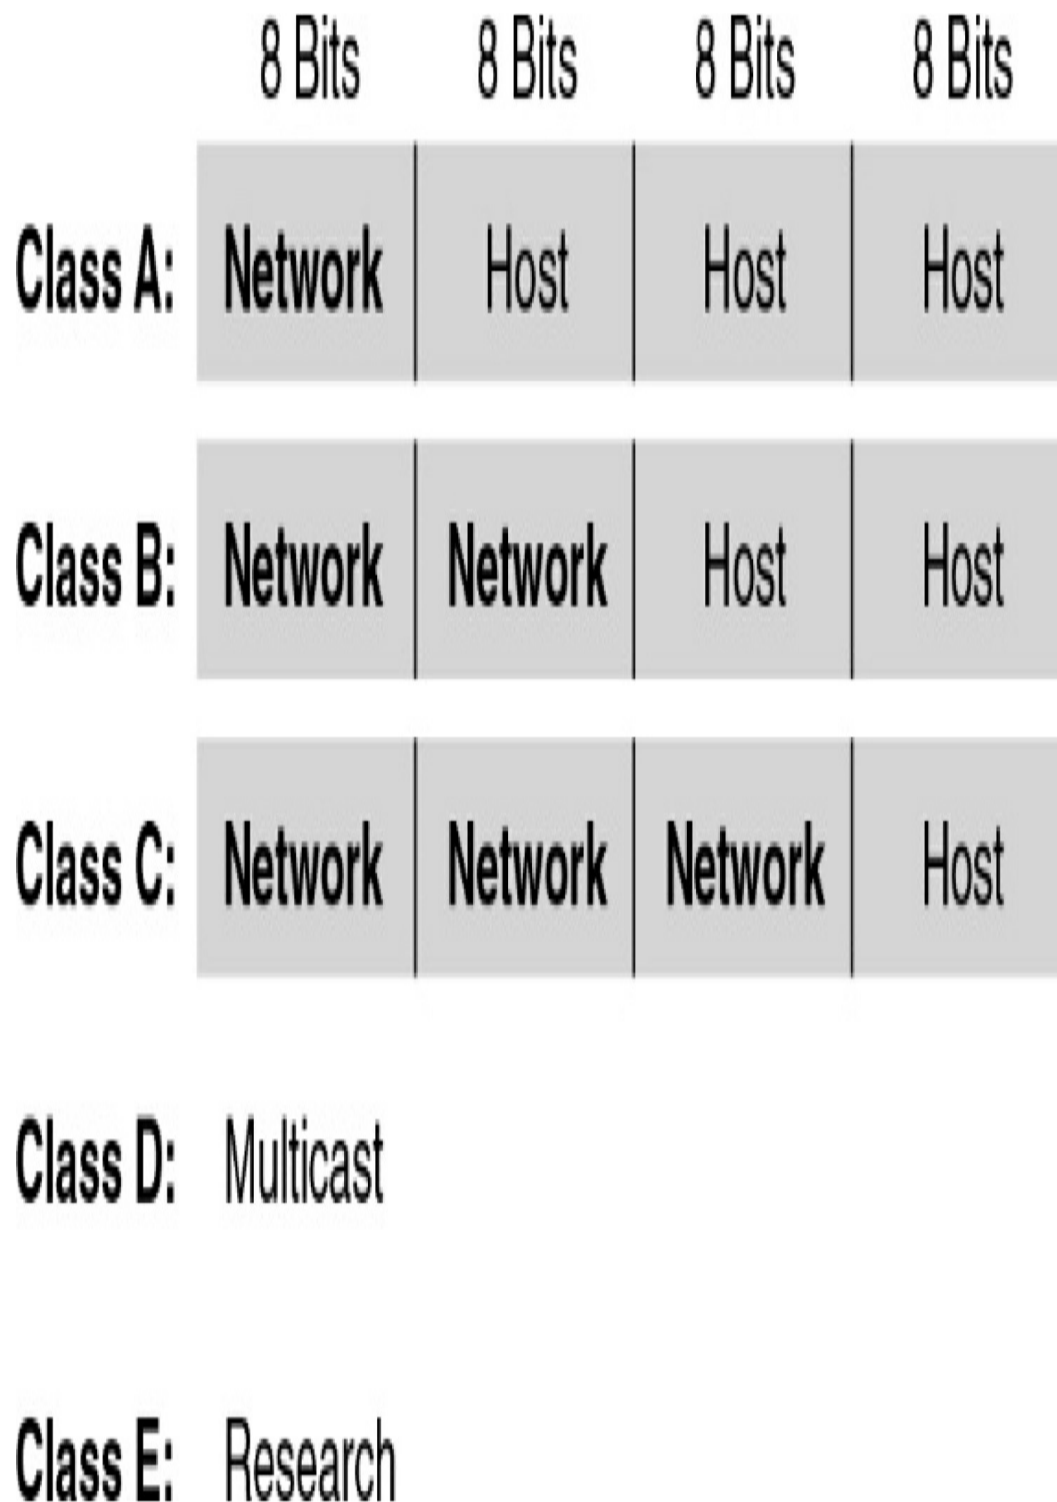 8 Bits 8 Bits 8 Bits 8 Bits
Class A: Network Host Host Host
Class B: Network Network Host Host
Class C: Network Network Network Host
Class D: Multicast
Class E: Research